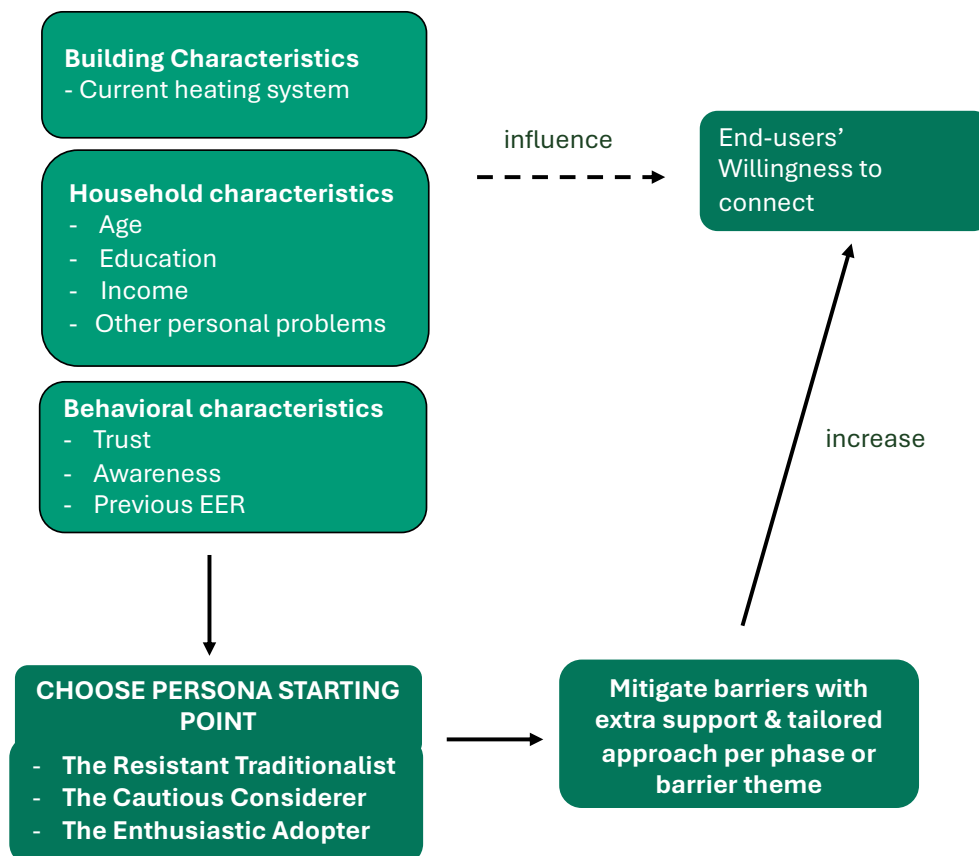 Building Characteristics
- Current heating system
Household characteristics
- Age
- Education
- Income
- Other personal problems
Behavioral characteristics
- Trust
- Awareness
- Previous EER
influence
End-users’
Willingness to
connect
increase
CHOOSE PERSONA STARTING
POINT
- The Resistant Traditionalist
- The Cautious Considerer
- The Enthusiastic Adopter
Mitigate barriers with
extra support & tailored
approach per phase or
barrier theme